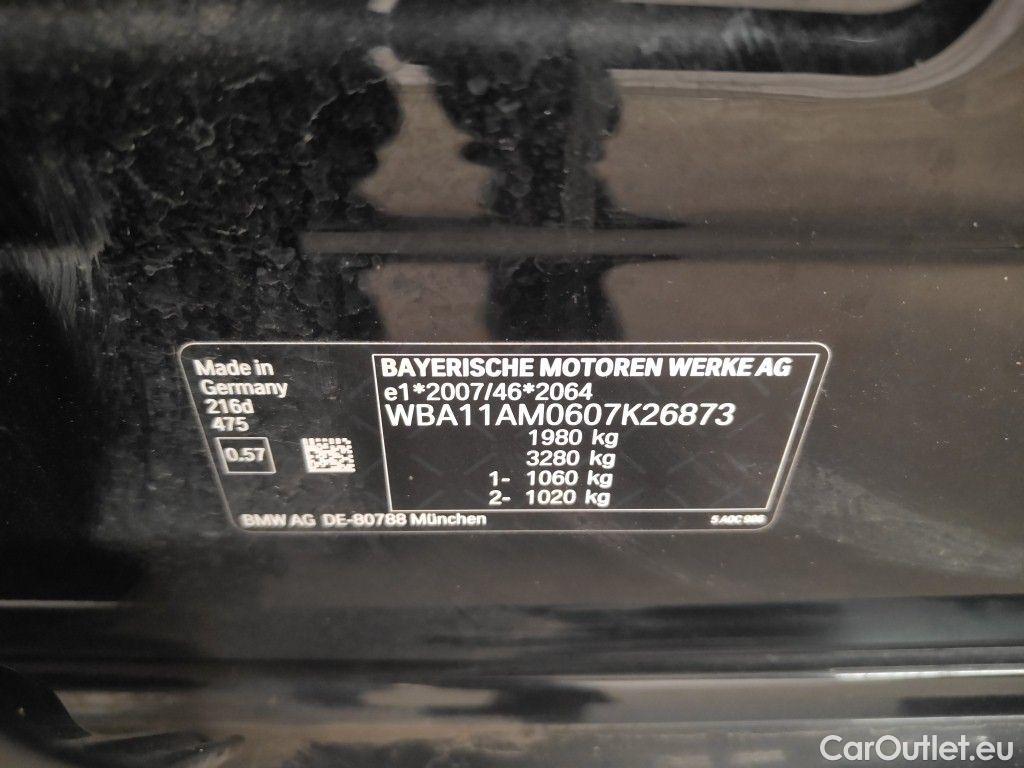 Made in
Germany
216d
475
0.57
BAYERISCHE MOTOREN WERKE AG
e1*2007/46*2064
WBA11AM0607K26873
1980 kg
3280 kg
1- 1060 kg
2- 1020 kg
BMW AG DE-80788 München
CarOutlet.eu